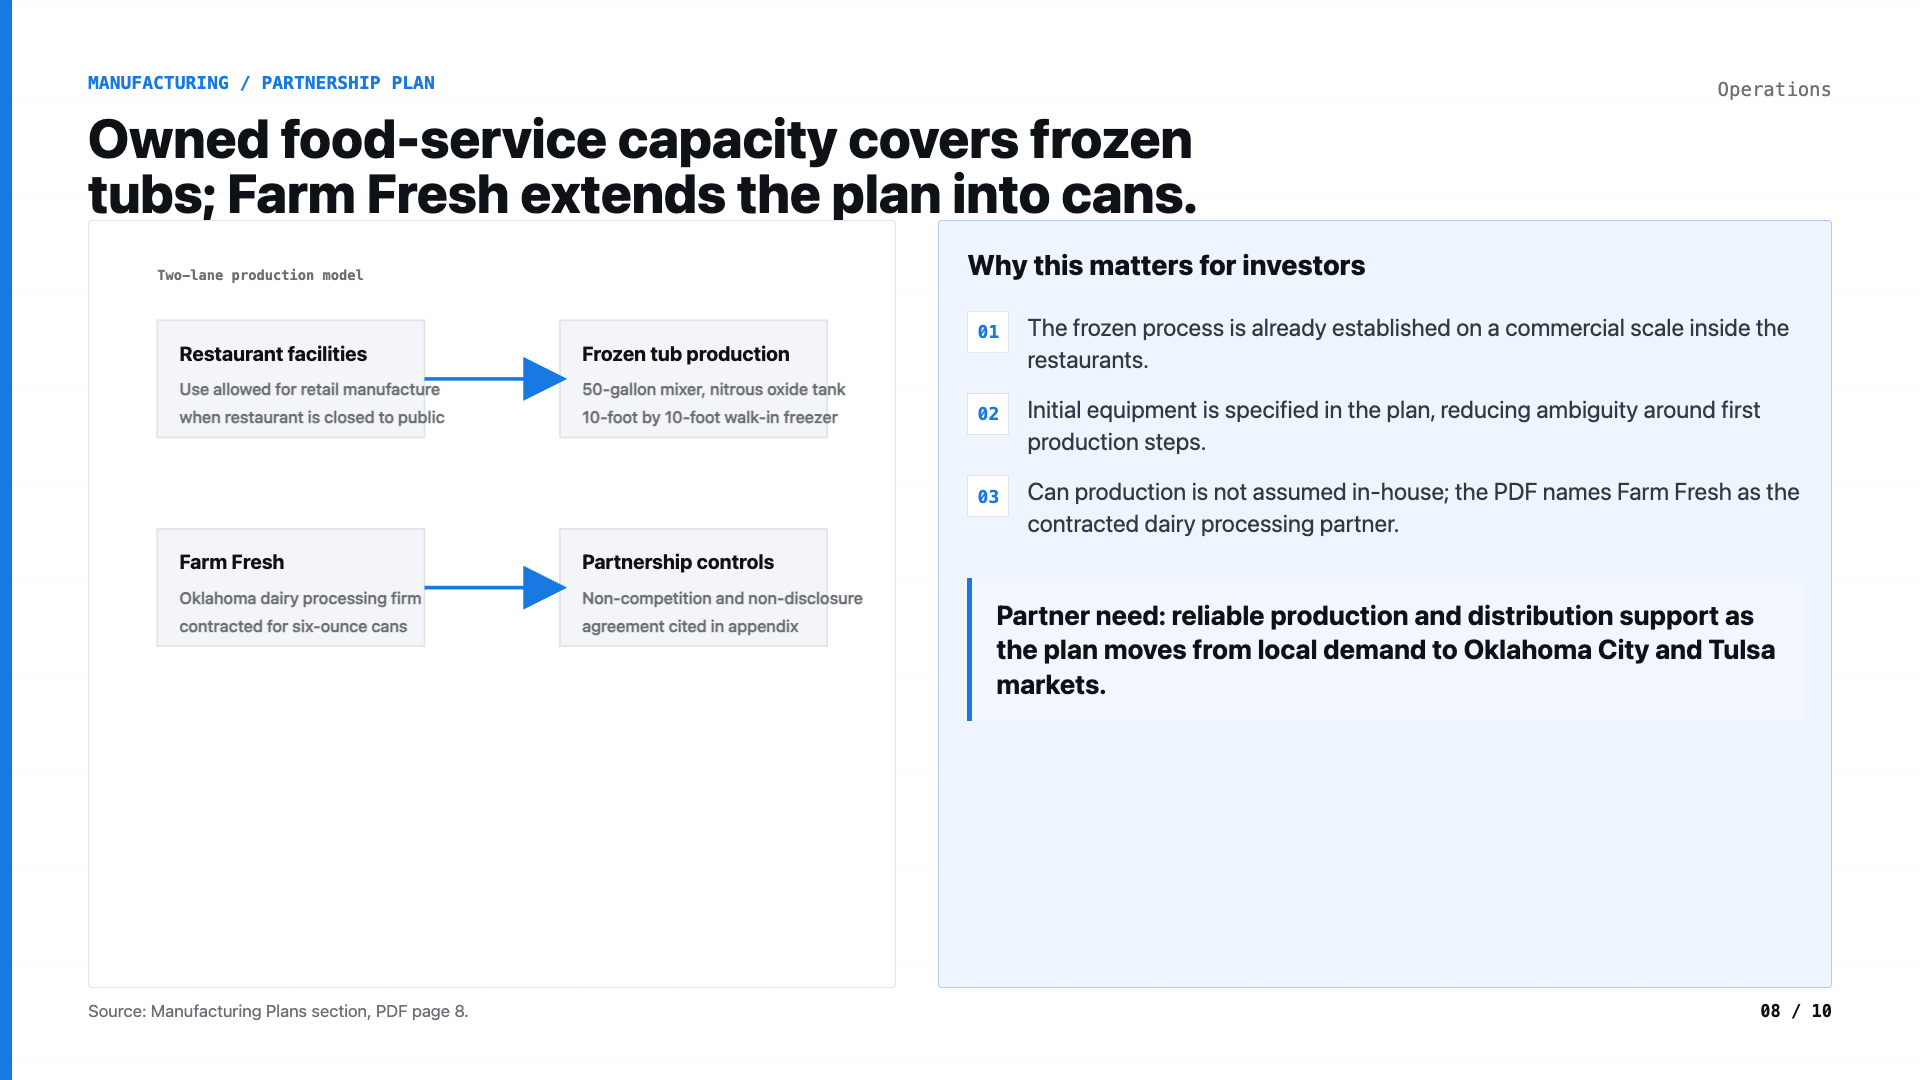 MANUFACTURING / PARTNERSHIP PLAN
Operations
Owned food-service capacity covers frozen
tubs; Farm Fresh extends the plan into cans.
Two-lane production model
Restaurant facilities
Use allowed for retail manufacture
when restaurant is closed to public
Frozen tub production
50-gallon mixer, nitrous oxide tank
10-foot by 10-foot walk-in freezer
Farm Fresh
Oklahoma dairy processing firm
contracted for six-ounce cans
Partnership controls
Non-competition and non-disclosure
agreement cited in appendix
Why this matters for investors
01
The frozen process is already established on a commercial scale inside the
restaurants.
02
Initial equipment is specified in the plan, reducing ambiguity around first
production steps.
03
Can production is not assumed in-house; the PDF names Farm Fresh as the
contracted dairy processing partner.
Partner need: reliable production and distribution support as
the plan moves from local demand to Oklahoma City and Tulsa
markets.
Source: Manufacturing Plans section, PDF page 8.
08 / 10